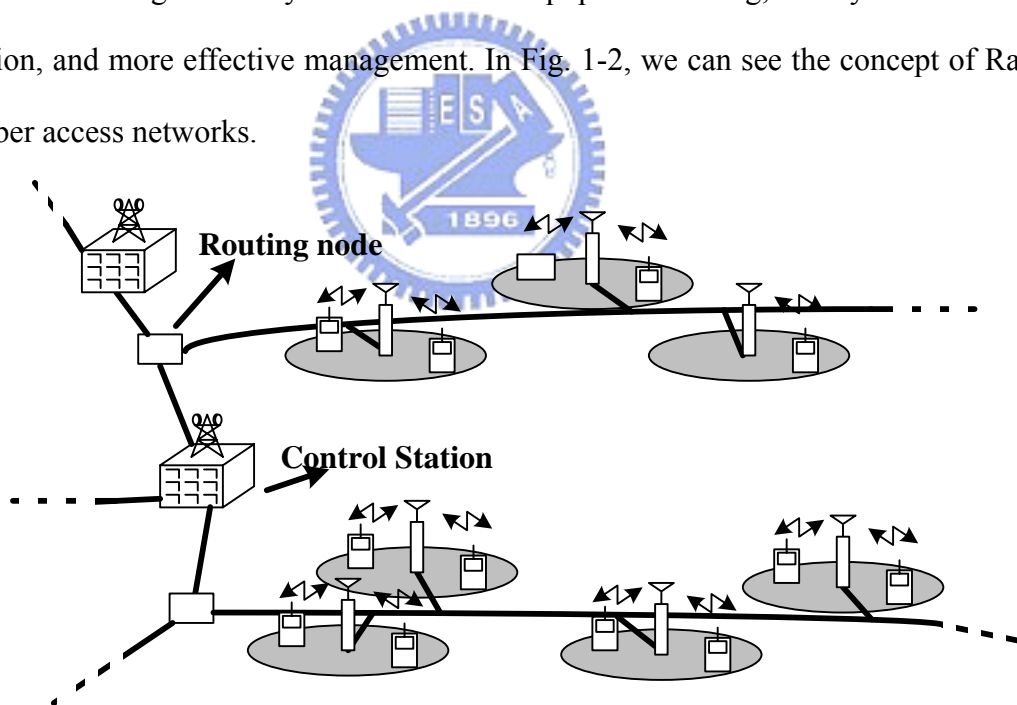 ion, and more effective management. In Fig. 1-2, we can see the concept of Ra
ber access networks.
ESA
1896
Routing node
Control Station